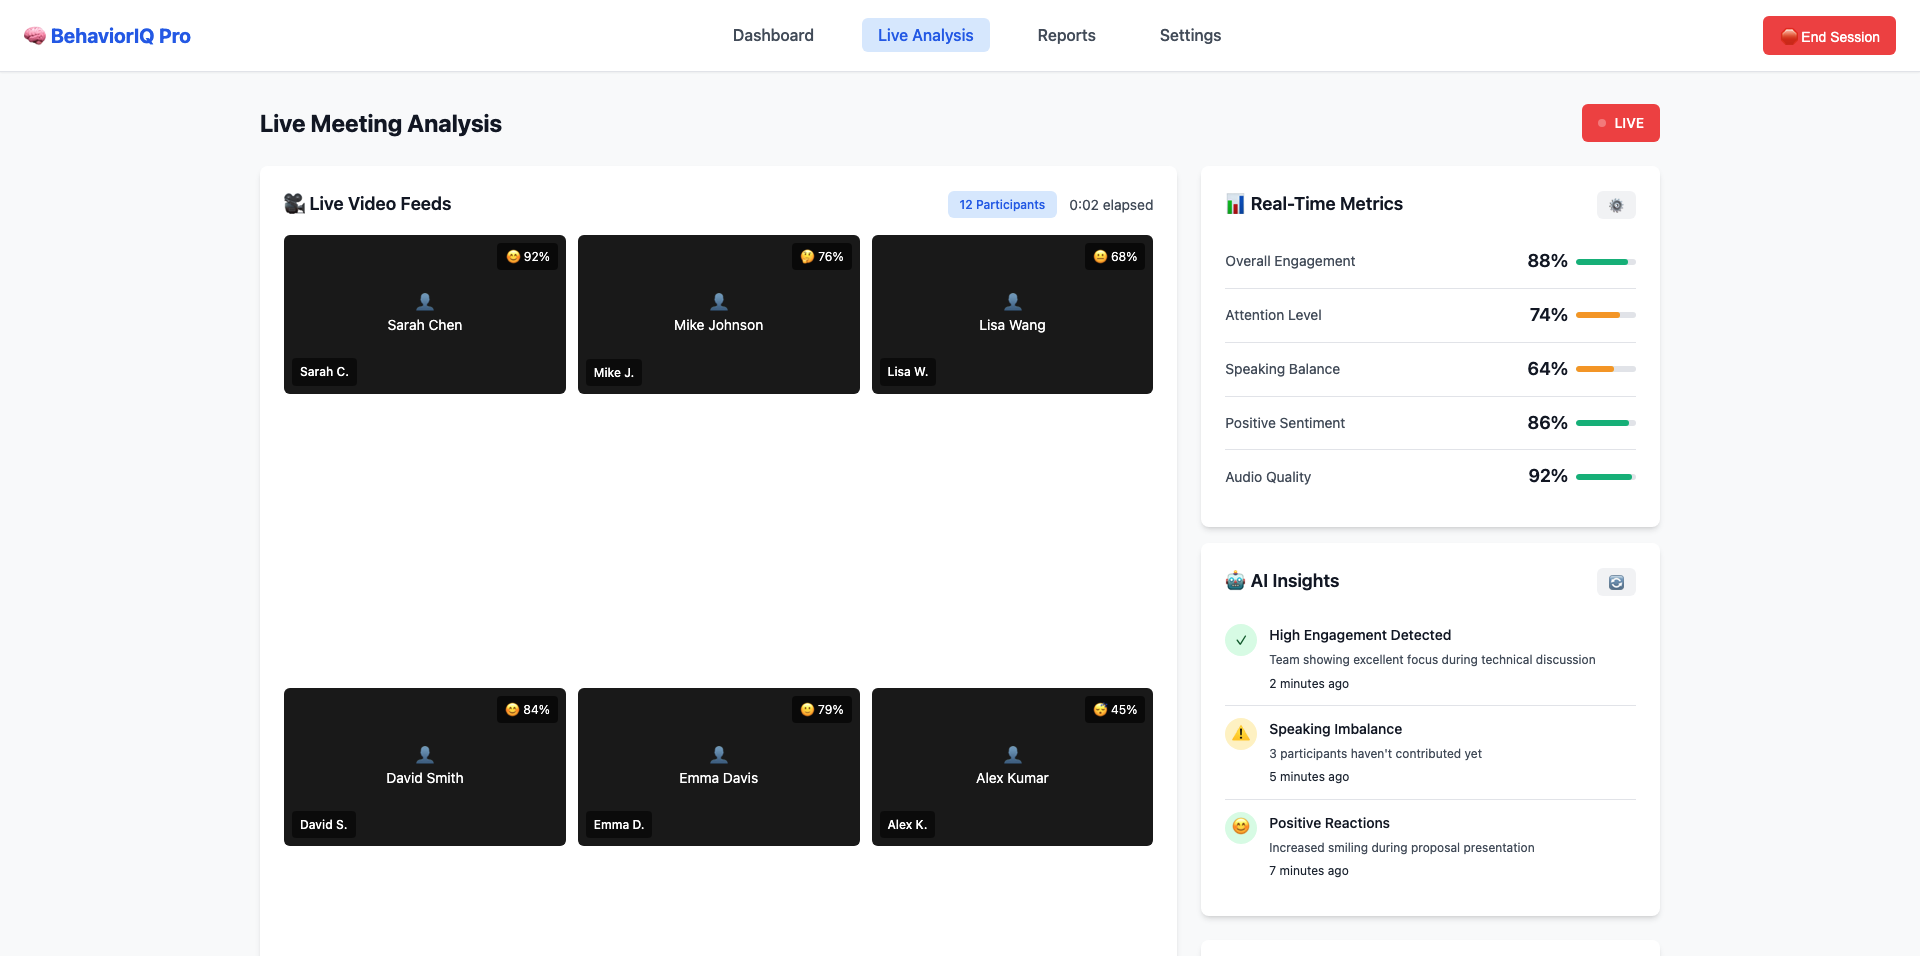 🧠 BehaviorIQ Pro
Dashboard
Live Analysis
Reports
Settings
🛑 End Session
Live Meeting Analysis
LIVE
🎥 Live Video Feeds
12 Participants
0:02 elapsed
😊 92%
👤
Sarah Chen
Sarah C.
🤔 76%
👤
Mike Johnson
Mike J.
😐 68%
👤
Lisa Wang
Lisa W.
😊 84%
👤
David Smith
David S.
🙂 79%
👤
Emma Davis
Emma D.
😴 45%
👤
Alex Kumar
Alex K.
📊 Real-Time Metrics
⚙️
Overall Engagement 88%
Attention Level 74%
Speaking Balance 64%
Positive Sentiment 86%
Audio Quality 92%
🤖 AI Insights
🔄
✓
High Engagement Detected
Team showing excellent focus during technical discussion
2 minutes ago
⚠️
Speaking Imbalance
3 participants haven't contributed yet
5 minutes ago
😊
Positive Reactions
Increased smiling during proposal presentation
7 minutes ago